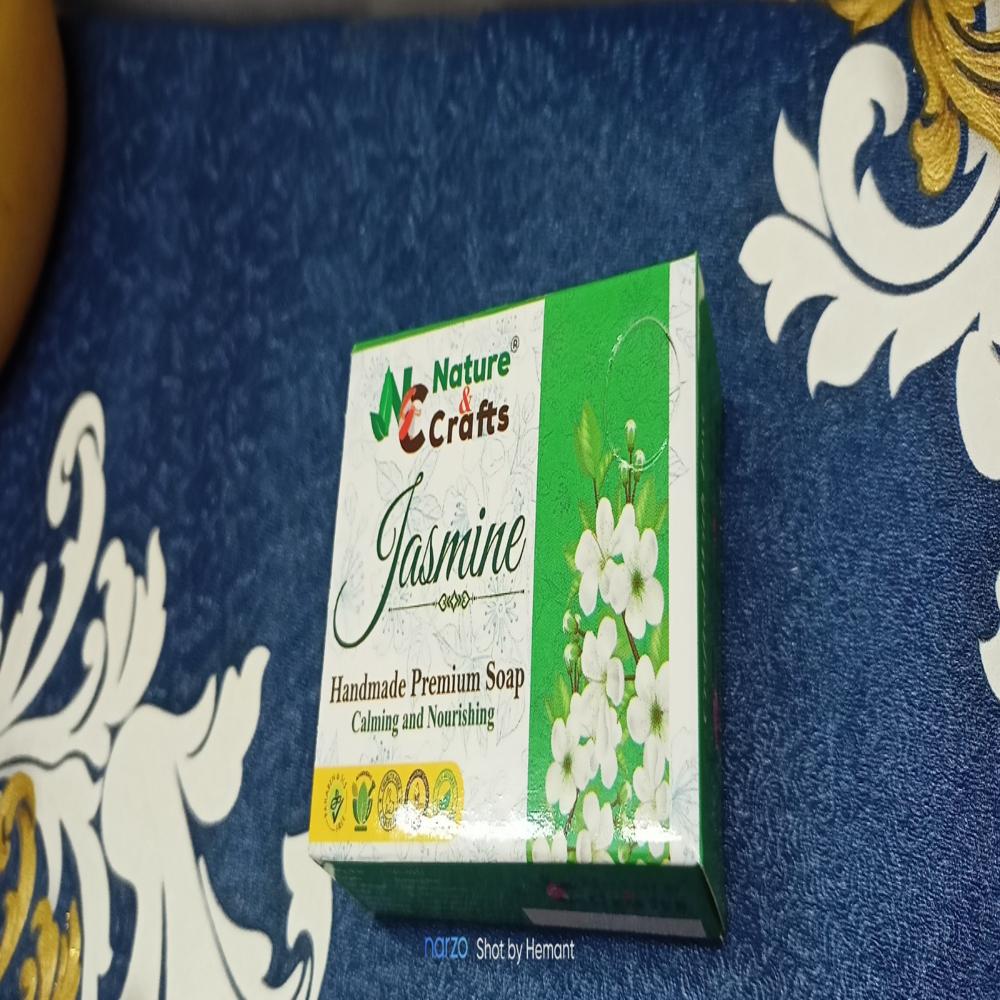 Nature ®
&
Crafts
Jasmine
Handmade Premium Soap
Calming and Nourishing
narzo Shot by Hemant